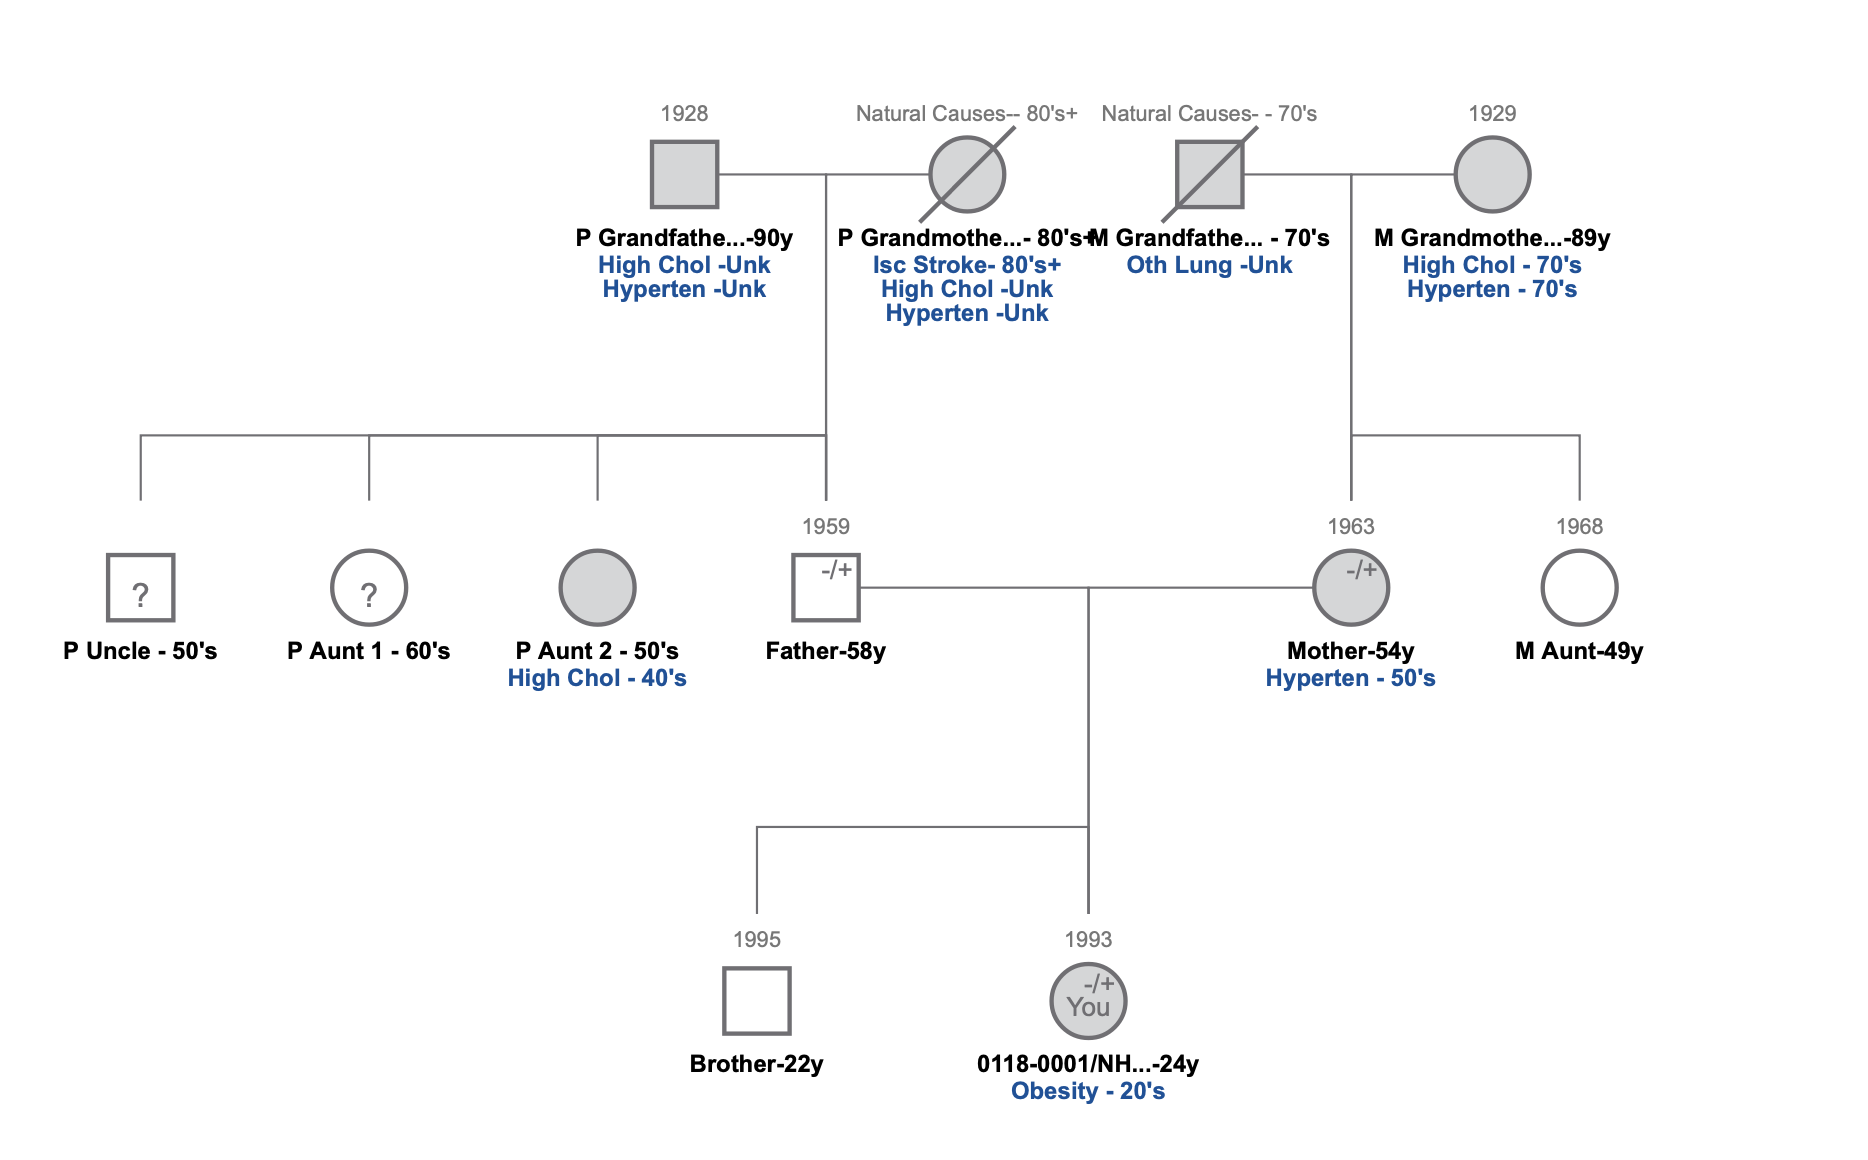 1928
Natural Causes-- 80's+
Natural Causes- - 70's
1929
P Grandfathe...-90y
High Chol -Unk
Hyperten -Unk
P Grandmothe...- 80's+
Isc Stroke- 80's+
High Chol -Unk
Hyperten -Unk
M Grandfathe... - 70's
Oth Lung -Unk
M Grandmothe...-89y
High Chol - 70's
Hyperten - 70's
?
P Uncle - 50's
?
P Aunt 1 - 60's
P Aunt 2 - 50's
High Chol - 40's
1959
-/+
Father-58y
1963
-/+
Mother-54y
Hyperten - 50's
1968
M Aunt-49y
1995
Brother-22y
1993
-/+
You
0118-0001/NH...-24y
Obesity - 20's